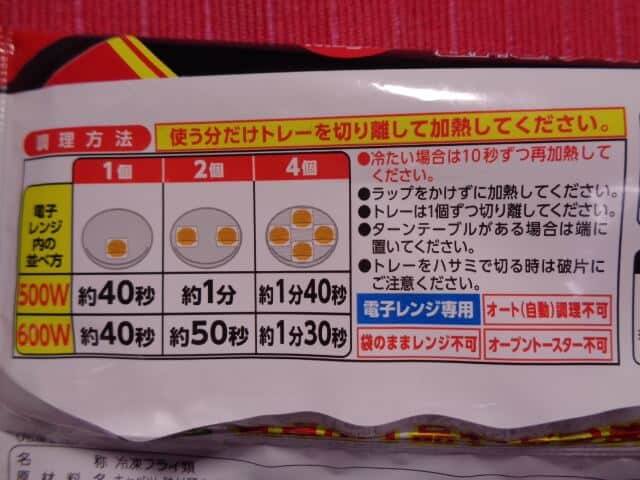 調理方法
使う分だけトレーを切り離して加熱してください。
1個 2個 4個
電子
レンジ
内の
並べ方
500W 約40秒 約1分 約1分40秒
600W 約40秒 約50秒 約1分30秒
●冷たい場合は10秒ずつ再加熱して
ください。
●ラップをかけずに加熱してください。
●トレーは1個ずつ切り離してください。
●ターンテーブルがある場合は端に
置いてください。
●トレーをハサミで切る時は破片に
ご注意ください。
電子レンジ専用 オート(自動)調理不可
袋のままレンジ不可 オーブントースター不可
名 称 冷凍フライ類
原材料名 キャベツ